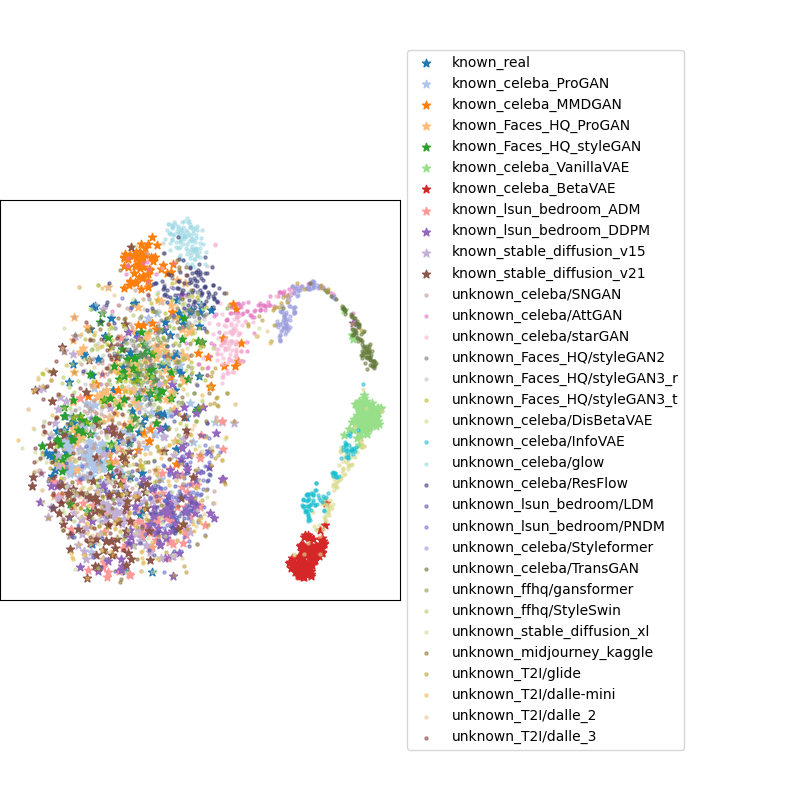 known_real
known_celeba_ProGAN
known_celeba_MMDGAN
known_Faces_HQ_ProGAN
known_Faces_HQ_styleGAN
known_celeba_VanillaVAE
known_celeba_BetaVAE
known_lsun_bedroom_ADM
known_lsun_bedroom_DDPM
known_stable_diffusion_v15
known_stable_diffusion_v21
unknown_celeba/SNGAN
unknown_celeba/AttGAN
unknown_celeba/starGAN
unknown_Faces_HQ/styleGAN2
unknown_Faces_HQ/styleGAN3_r
unknown_Faces_HQ/styleGAN3_t
unknown_celeba/DisBetaVAE
unknown_celeba/InfoVAE
unknown_celeba/glow
unknown_celeba/ResFlow
unknown_lsun_bedroom/LDM
unknown_lsun_bedroom/PNDM
unknown_celeba/Styleformer
unknown_celeba/TransGAN
unknown_ffhq/gansformer
unknown_ffhq/StyleSwin
unknown_stable_diffusion_xl
unknown_midjourney_kaggle
unknown_T2I/glide
unknown_T2I/dalle-mini
unknown_T2I/dalle_2
unknown_T2I/dalle_3